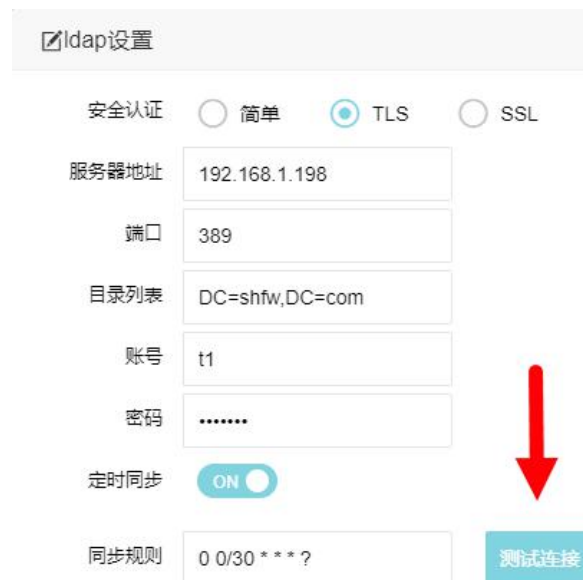 ldap设置
安全认证 简单 TLS SSL
服务器地址 192.168.1.198
端口 389
目录列表 DC=shfw,DC=com
账号 t1
密码 •••••••
定时同步 ON
同步规则 0 0/30 * * * ? 测试连接